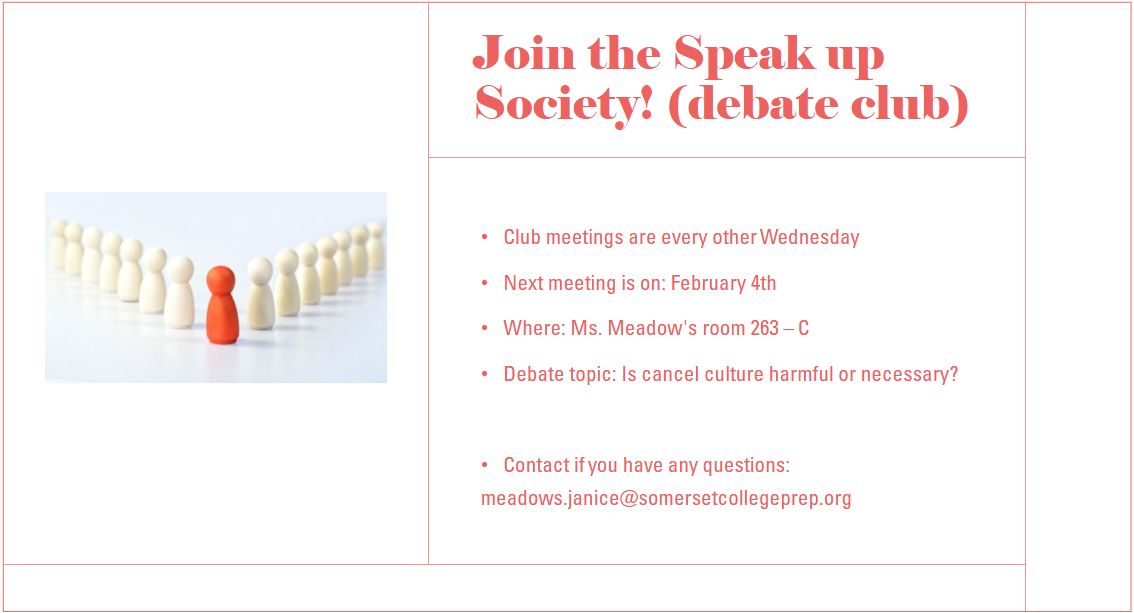 Join the Speak up
Society! (debate club)
• Club meetings are every other Wednesday
• Next meeting is on: February 4th
• Where: Ms. Meadow's room 263 – C
• Debate topic: Is cancel culture harmful or necessary?
• Contact if you have any questions:
meadows.janice@somersetcollegeprep.org